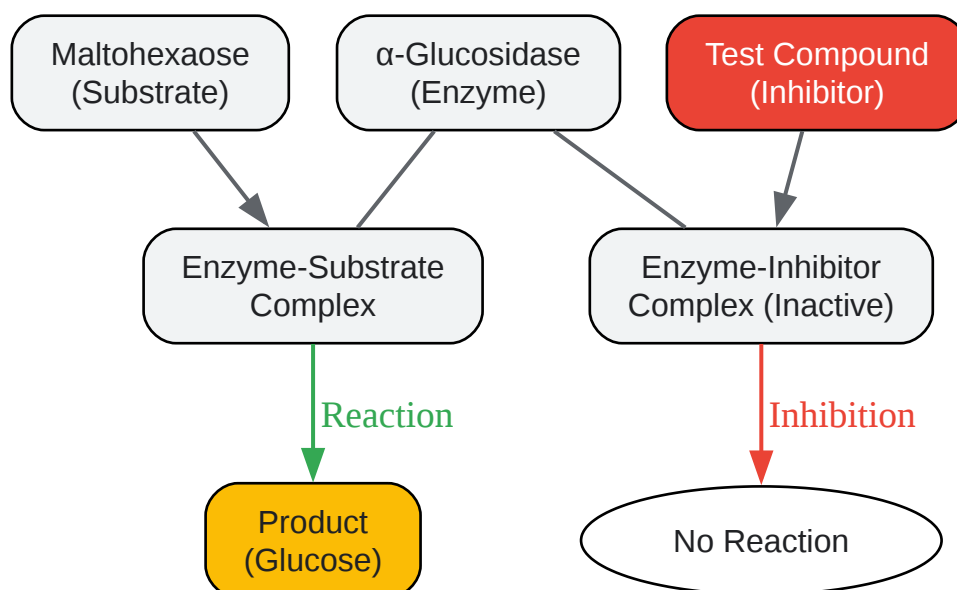 Maltohexaose
(Substrate)
α-Glucosidase
(Enzyme)
Test Compound
(Inhibitor)
Enzyme-Substrate
Complex
Enzyme-Inhibitor
Complex (Inactive)
Reaction
Inhibition
Product
(Glucose)
No Reaction